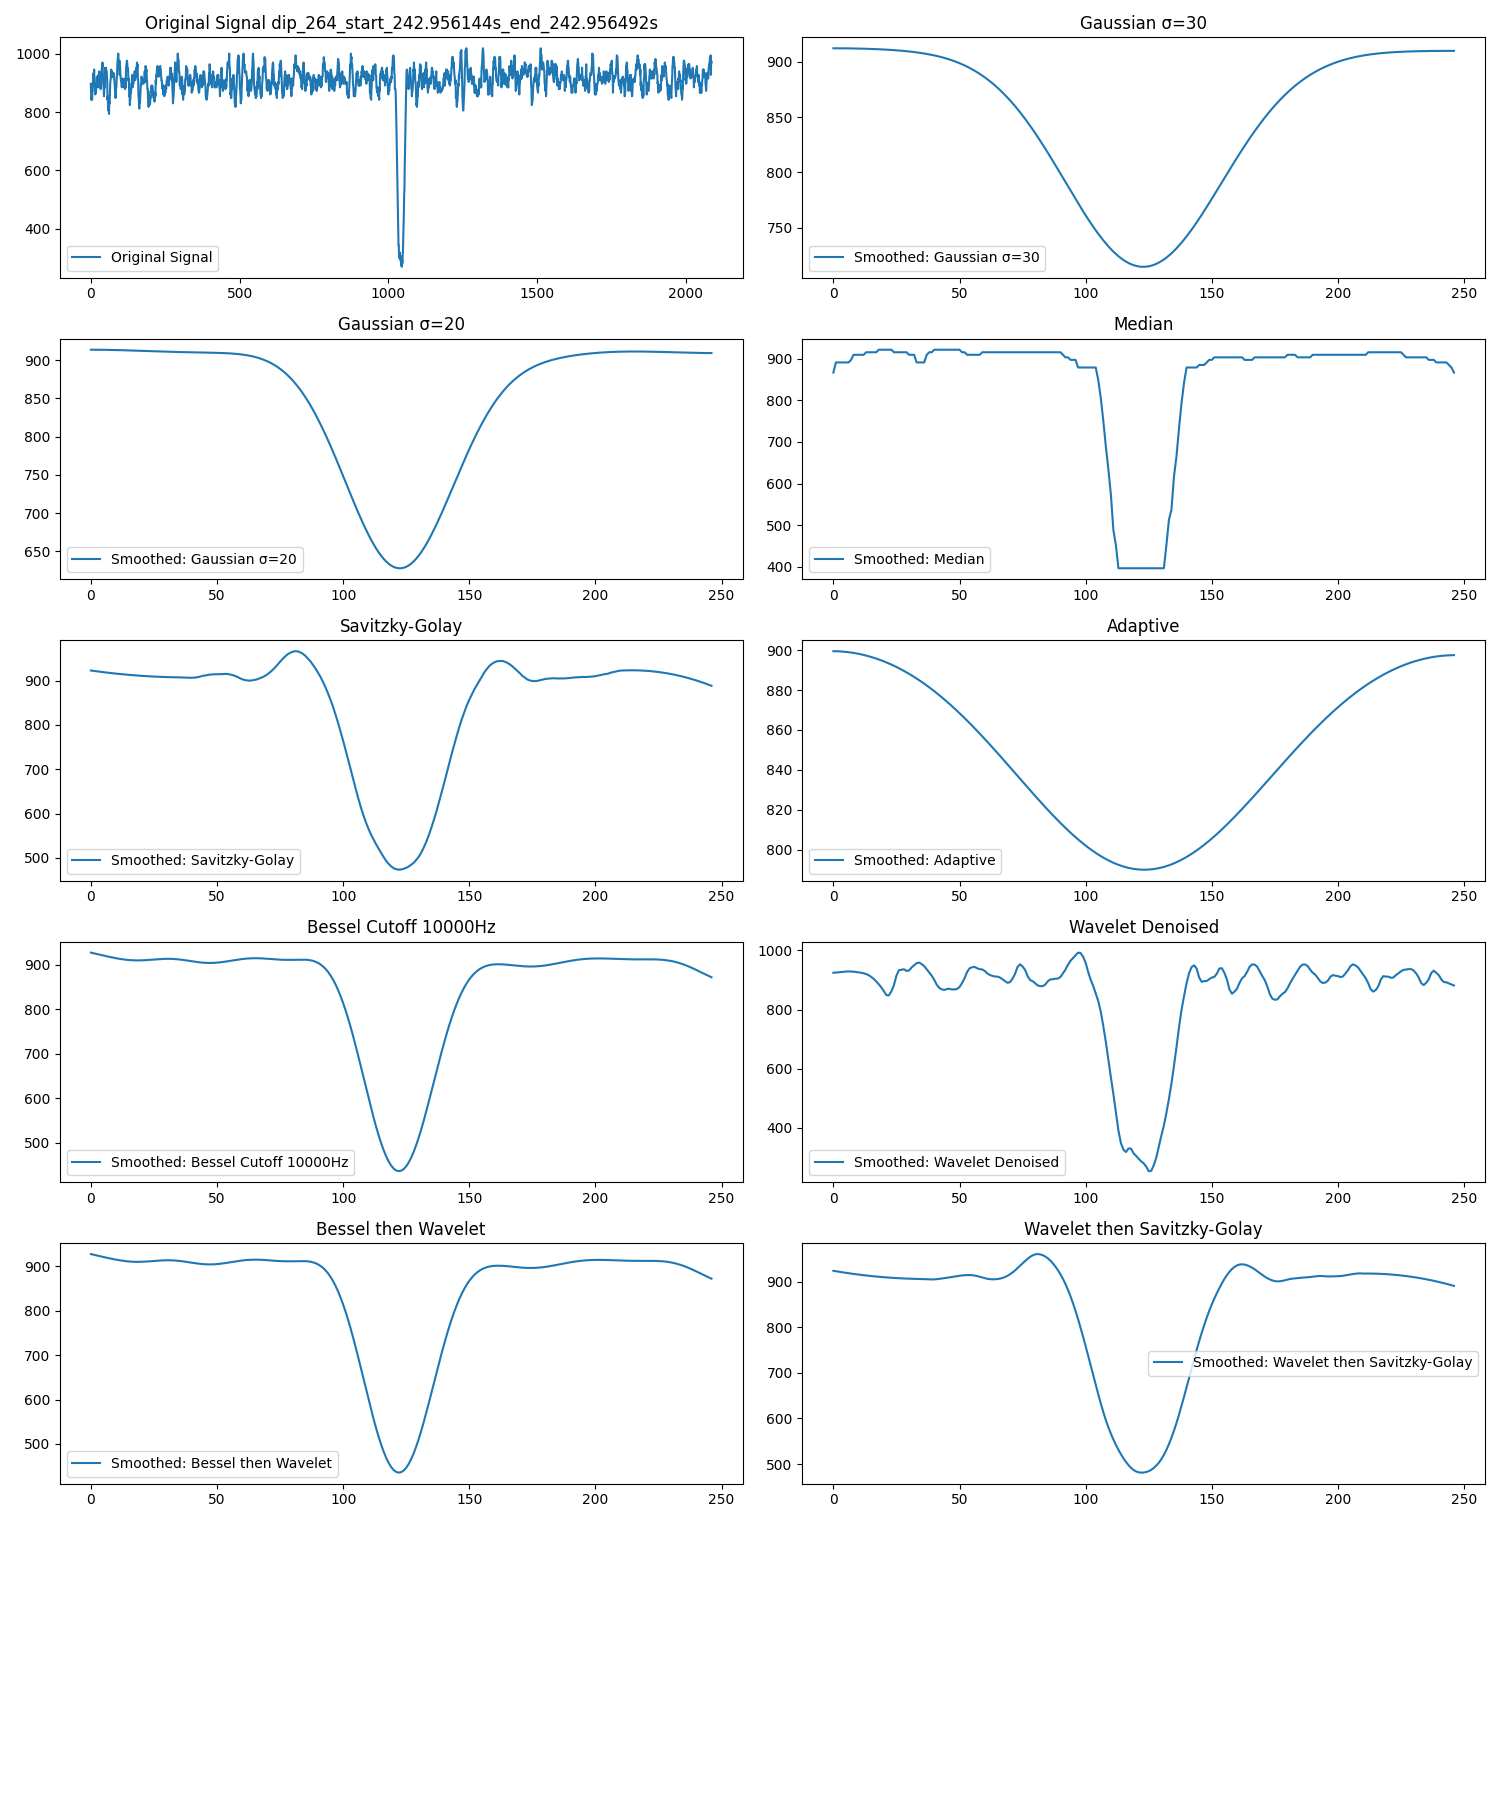 Original Signal dip_264_start_242.956144s_end_242.956492s
1000
800
600
400
Original Signal
0 500 1000 1500 2000
Gaussian σ=30
900
850
800
750
Smoothed: Gaussian σ=30
0 50 100 150 200 250
Gaussian σ=20
900
850
800
750
700
650
Smoothed: Gaussian σ=20
0 50 100 150 200 250
Median
900
800
700
600
500
400
Smoothed: Median
0 50 100 150 200 250
Savitzky-Golay
900
800
700
600
500
Smoothed: Savitzky-Golay
0 50 100 150 200 250
Adaptive
900
880
860
840
820
800
Smoothed: Adaptive
0 50 100 150 200 250
Bessel Cutoff 10000Hz
900
800
700
600
500
Smoothed: Bessel Cutoff 10000Hz
0 50 100 150 200 250
Wavelet Denoised
1000
800
600
400
Smoothed: Wavelet Denoised
0 50 100 150 200 250
Bessel then Wavelet
900
800
700
600
500
Smoothed: Bessel then Wavelet
0 50 100 150 200 250
Wavelet then Savitzky-Golay
900
800
700
600
500
Smoothed: Wavelet then Savitzky-Golay
0 50 100 150 200 250